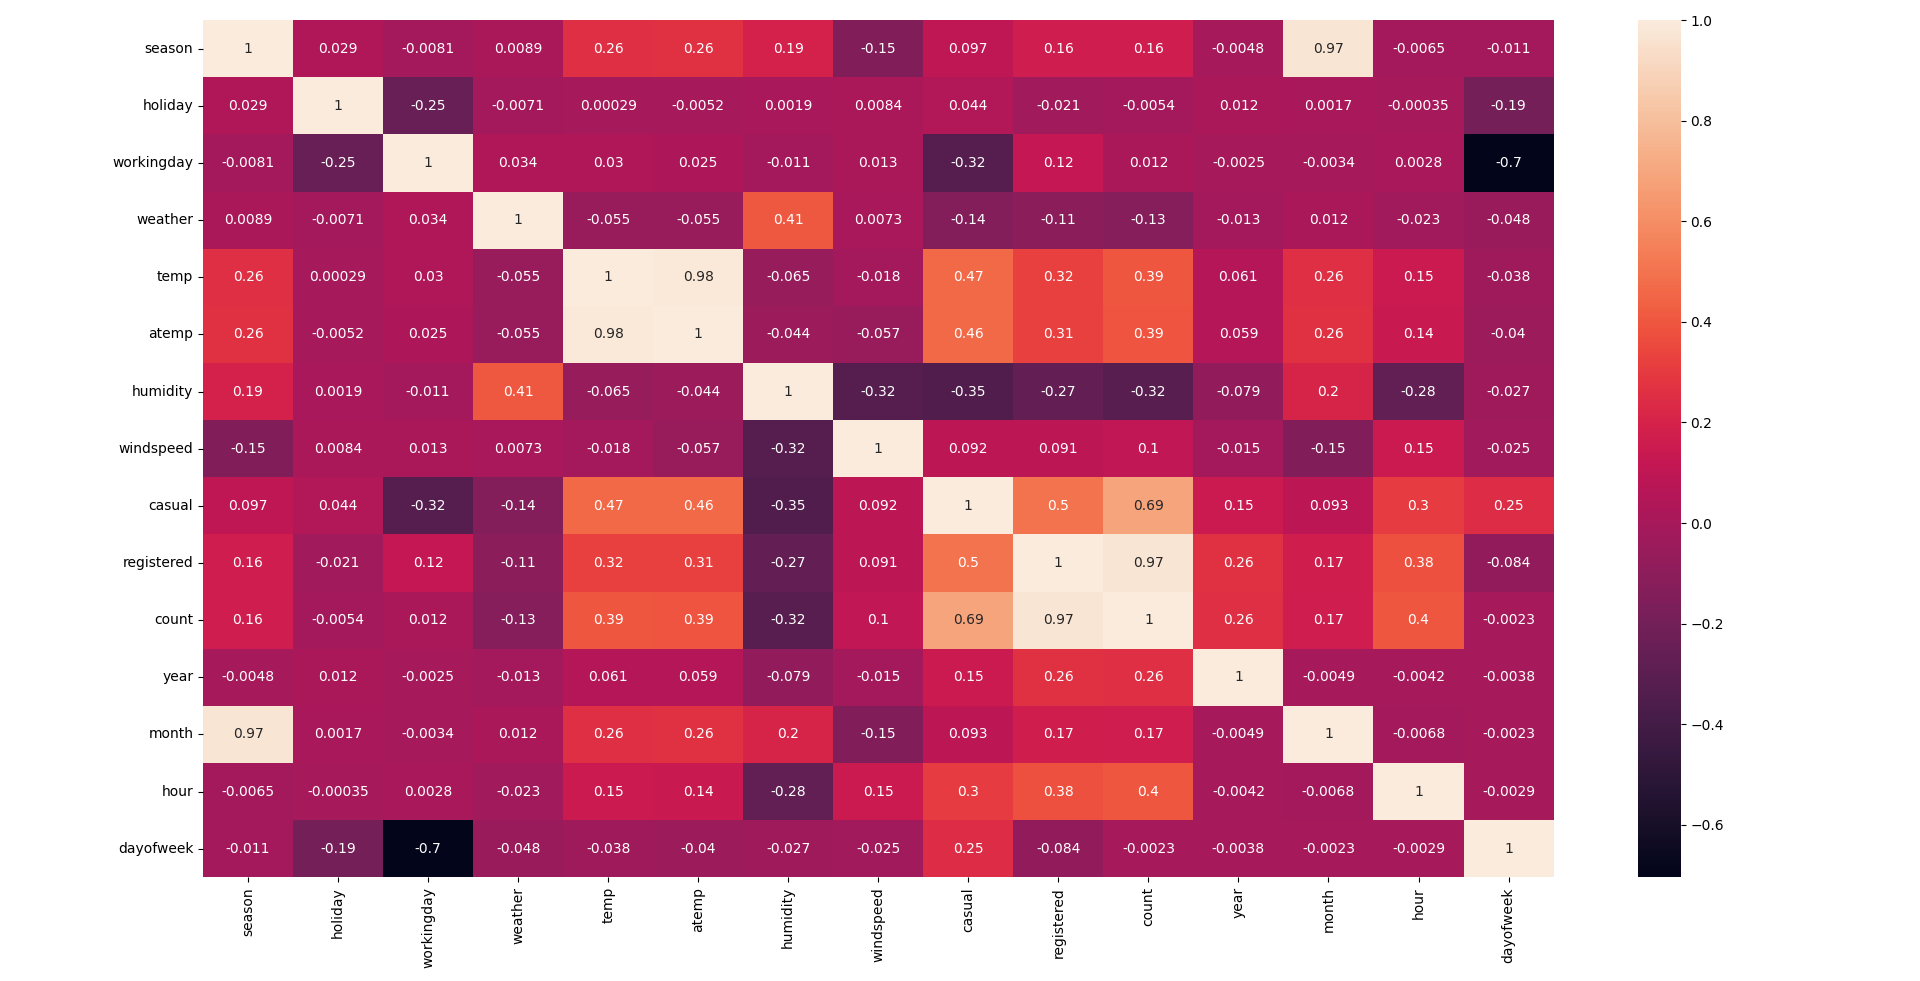 season 1 0.029 -0.0081 0.0089 0.26 0.26 0.19 -0.15 0.097 0.16 0.16 -0.0048 0.97 -0.0065 -0.011
holiday 0.029 1 -0.25 -0.0071 0.00029 -0.0052 0.0019 0.0084 0.044 -0.021 -0.0054 0.012 0.0017 -0.00035 -0.19
workingday -0.0081 -0.25 1 0.034 0.03 0.025 -0.011 0.013 -0.32 0.12 0.012 -0.0025 -0.0034 0.0028 -0.7
weather 0.0089 -0.0071 0.034 1 -0.055 -0.055 0.41 0.0073 -0.14 -0.11 -0.13 -0.013 0.012 -0.023 -0.048
temp 0.26 0.00029 0.03 -0.055 1 0.98 -0.065 -0.018 0.47 0.32 0.39 0.061 0.26 0.15 -0.038
atemp 0.26 -0.0052 0.025 -0.055 0.98 1 -0.044 -0.057 0.46 0.31 0.39 0.059 0.26 0.14 -0.04
humidity 0.19 0.0019 -0.011 0.41 -0.065 -0.044 1 -0.32 -0.35 -0.27 -0.32 -0.079 0.2 -0.28 -0.027
windspeed -0.15 0.0084 0.013 0.0073 -0.018 -0.057 -0.32 1 0.092 0.091 0.1 -0.015 -0.15 0.15 -0.025
casual 0.097 0.044 -0.32 -0.14 0.47 0.46 -0.35 0.092 1 0.5 0.69 0.15 0.093 0.3 0.25
registered 0.16 -0.021 0.12 -0.11 0.32 0.31 -0.27 0.091 0.5 1 0.97 0.26 0.17 0.38 -0.084
count 0.16 -0.0054 0.012 -0.13 0.39 0.39 -0.32 0.1 0.69 0.97 1 0.26 0.17 0.4 -0.0023
year -0.0048 0.012 -0.0025 -0.013 0.061 0.059 -0.079 -0.015 0.15 0.26 0.26 1 -0.0049 -0.0042 -0.0038
month 0.97 0.0017 -0.0034 0.012 0.26 0.26 0.2 -0.15 0.093 0.17 0.17 -0.0049 1 -0.0068 -0.0023
hour -0.0065 -0.00035 0.0028 -0.023 0.15 0.14 -0.28 0.15 0.3 0.38 0.4 -0.0042 -0.0068 1 -0.0029
dayofweek -0.011 -0.19 -0.7 -0.048 -0.038 -0.04 -0.027 -0.025 0.25 -0.084 -0.0023 -0.0038 -0.0023 -0.0029 1
season holiday workingday weather temp atemp humidity windspeed casual registered count year month hour dayofweek
1.0
0.8
0.6
0.4
0.2
0.0
−0.2
−0.4
−0.6